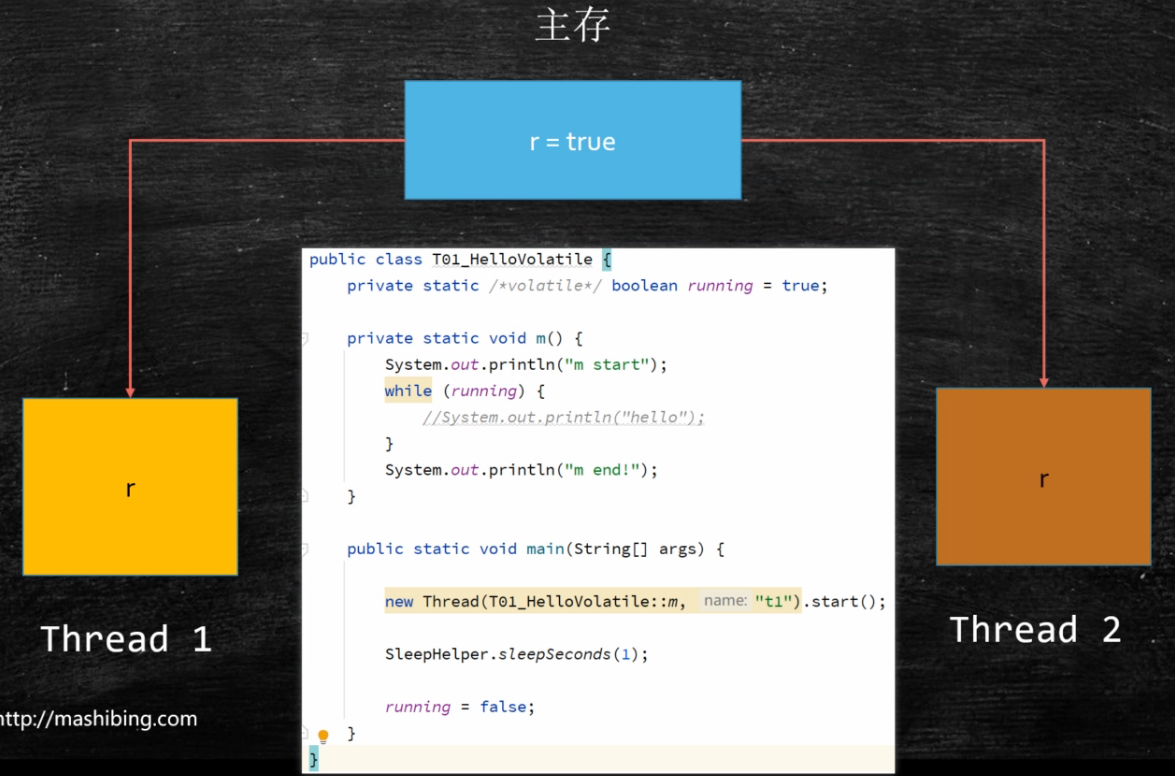 主存
r = true
public class T01_HelloVolatile {
private static /*volatile*/ boolean running = true;
private static void m() {
System.out.println("m start");
while (running) {
//System.out.println("hello");
}
System.out.println("m end!");
}
public static void main(String[] args) {
new Thread(T01_HelloVolatile::m, name: "t1").start();
SleepHelper.sleepSeconds(1);
running = false;
}
}
r
Thread 1
r
Thread 2
http://mashibing.com